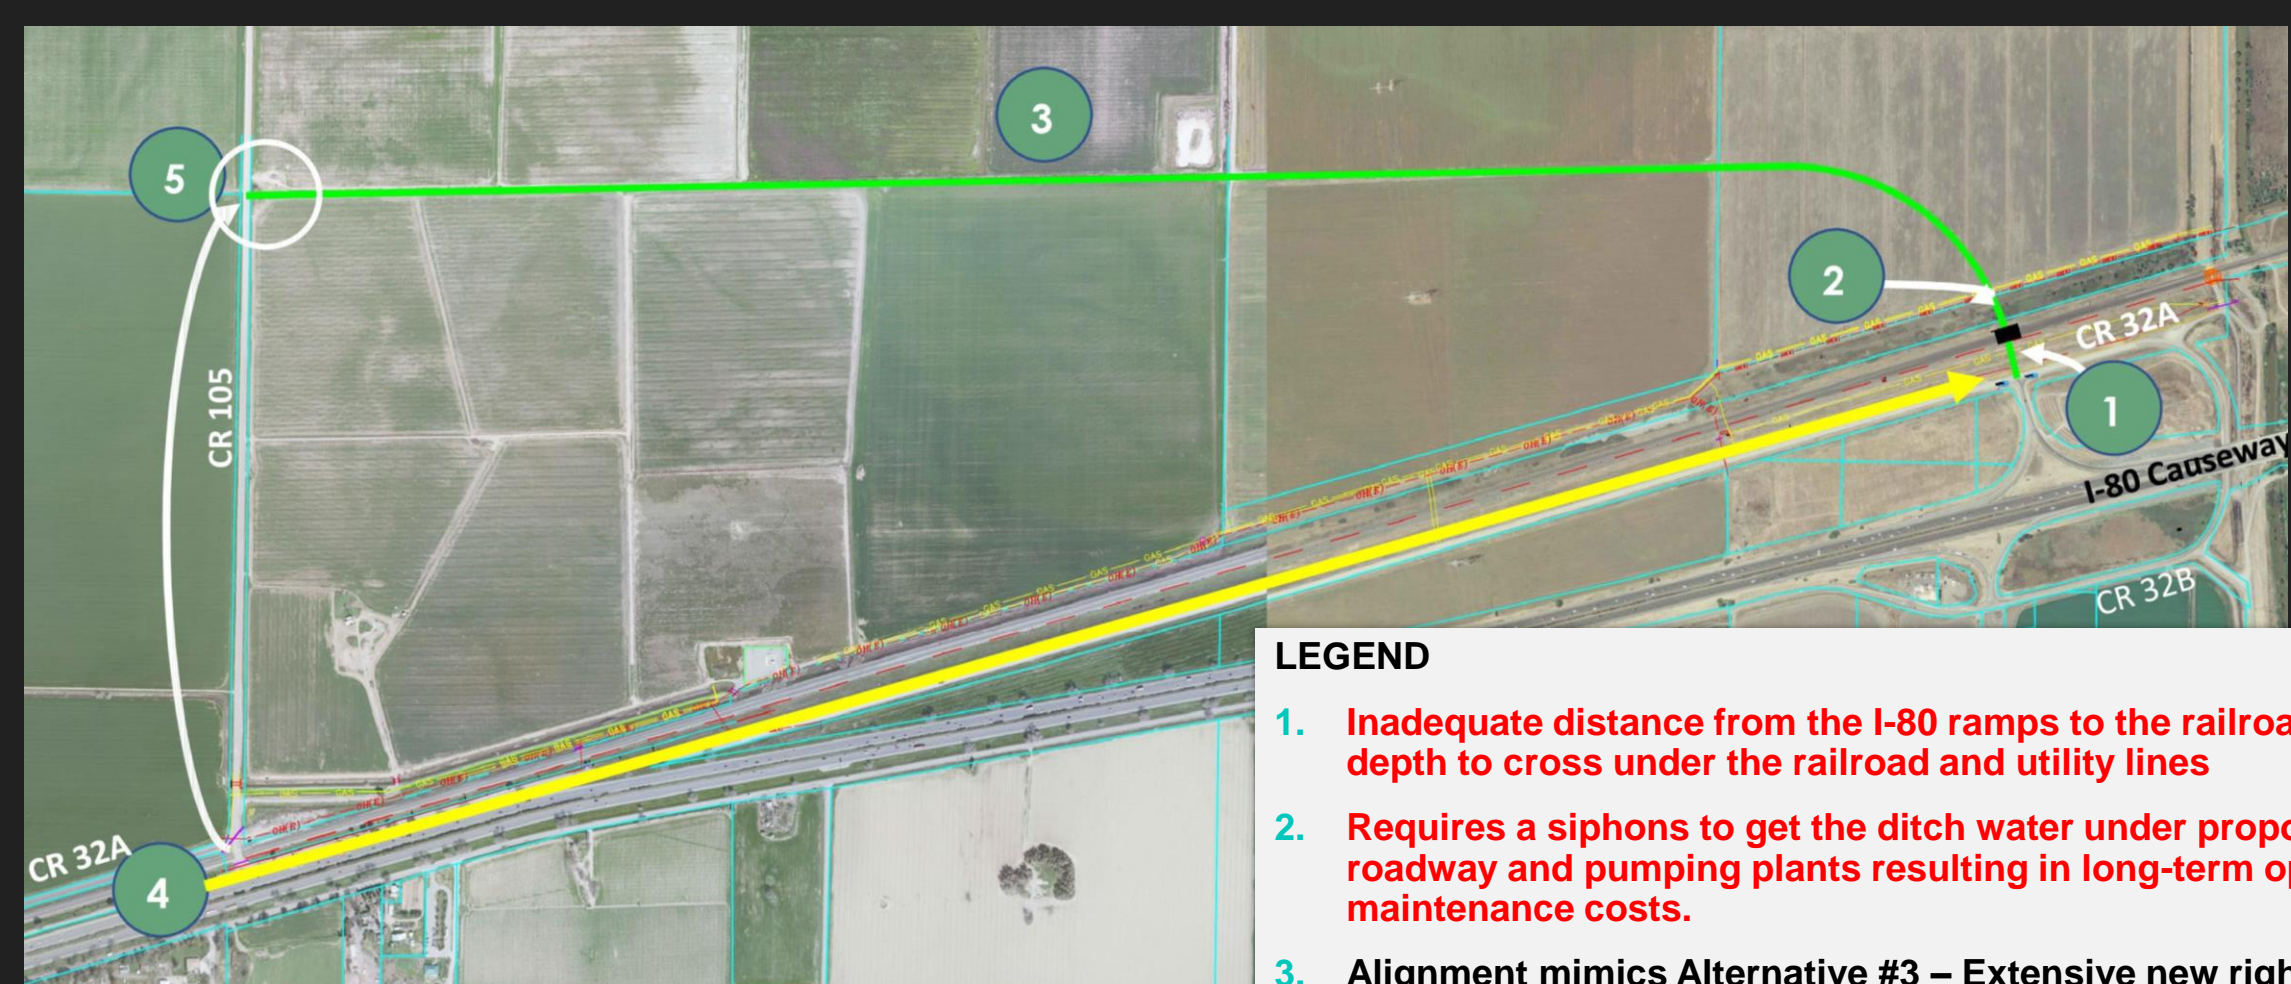 3
5
2
CR 32A
1
CR 105
I-80 Causeway
CR 32B
CR 32A
4
LEGEND
1. Inadequate distance from the I-80 ramps to the railroa
depth to cross under the railroad and utility lines
2. Requires a siphons to get the ditch water under propo
roadway and pumping plants resulting in long-term op
maintenance costs.
3. Alignment mimics Alternative #3 – Extensive new righ
GAS
OH(E)